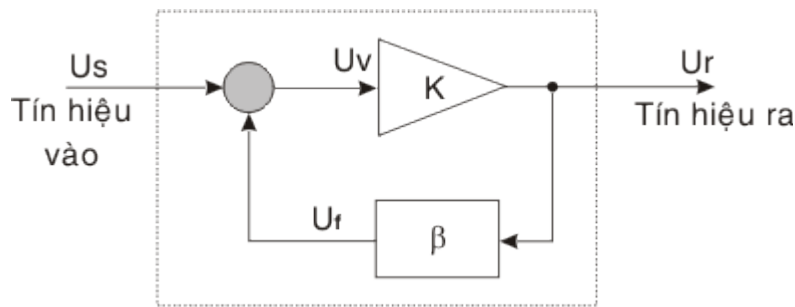 Us
Tín hiệu
vào
Uv
K
Ur
Tín hiệu ra
Uf
β